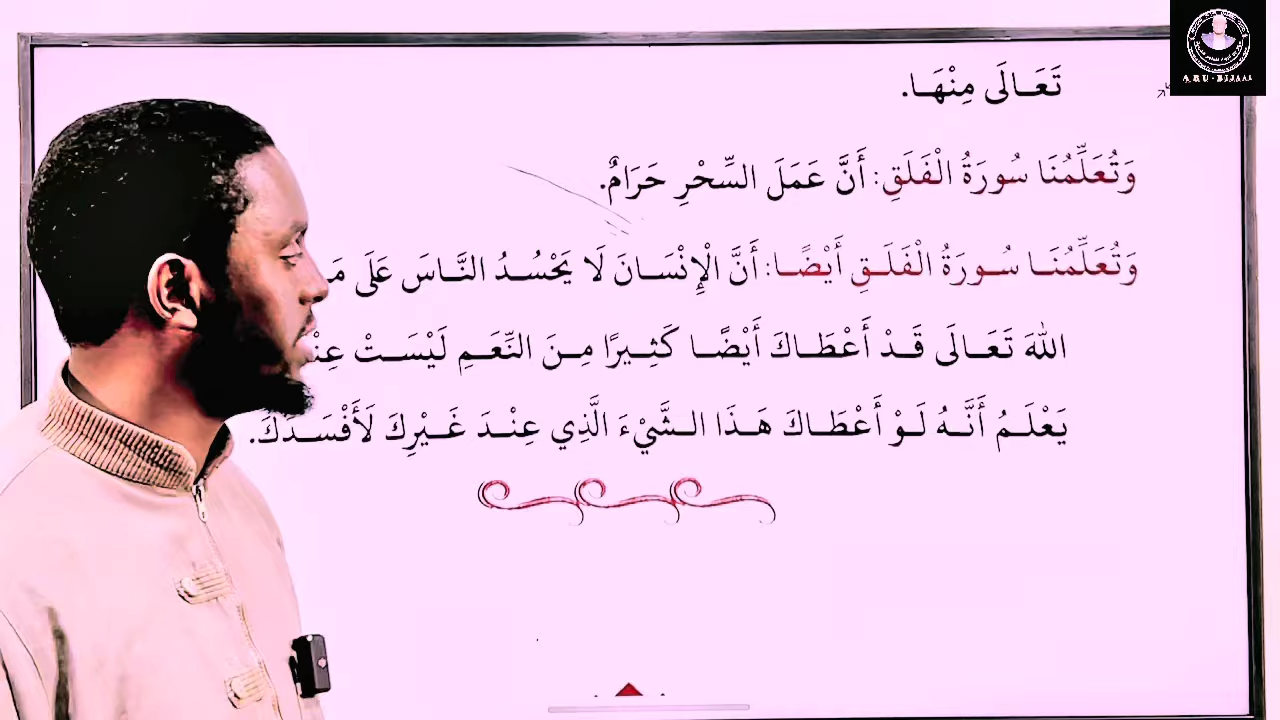 تَعَالَى مِنْهَا.
وَتُعَلِّمُنَا سُورَةُ الْفَلَقِ: أَنَّ عَمَلَ السِّحْرِ حَرَامٌ.
وَتُعَلِّمُنَا سُورَةُ الْفَلَقِ أَيْضًا: أَنَّ الْإِنْسَانَ لَا يَحْسُدُ النَّاسَ عَلَى
اللهَ تَعَالَى قَدْ أَعْطَاكَ أَيْضًا كَثِيرًا مِنَ النِّعَمِ لَيْسَتْ
يَعْلَمُ أَنَّهُ لَوْ أَعْطَاكَ هَذَا الشَّيْءَ الَّذِي عِنْدَ غَيْرِكَ لَأَفْسَدَكَ.